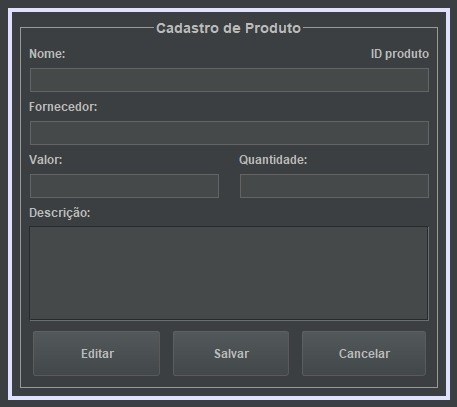 Cadastro de Produto
Nome: ID produto
Fornecedor:
Valor: Quantidade:
Descrição:
Editar Salvar Cancelar